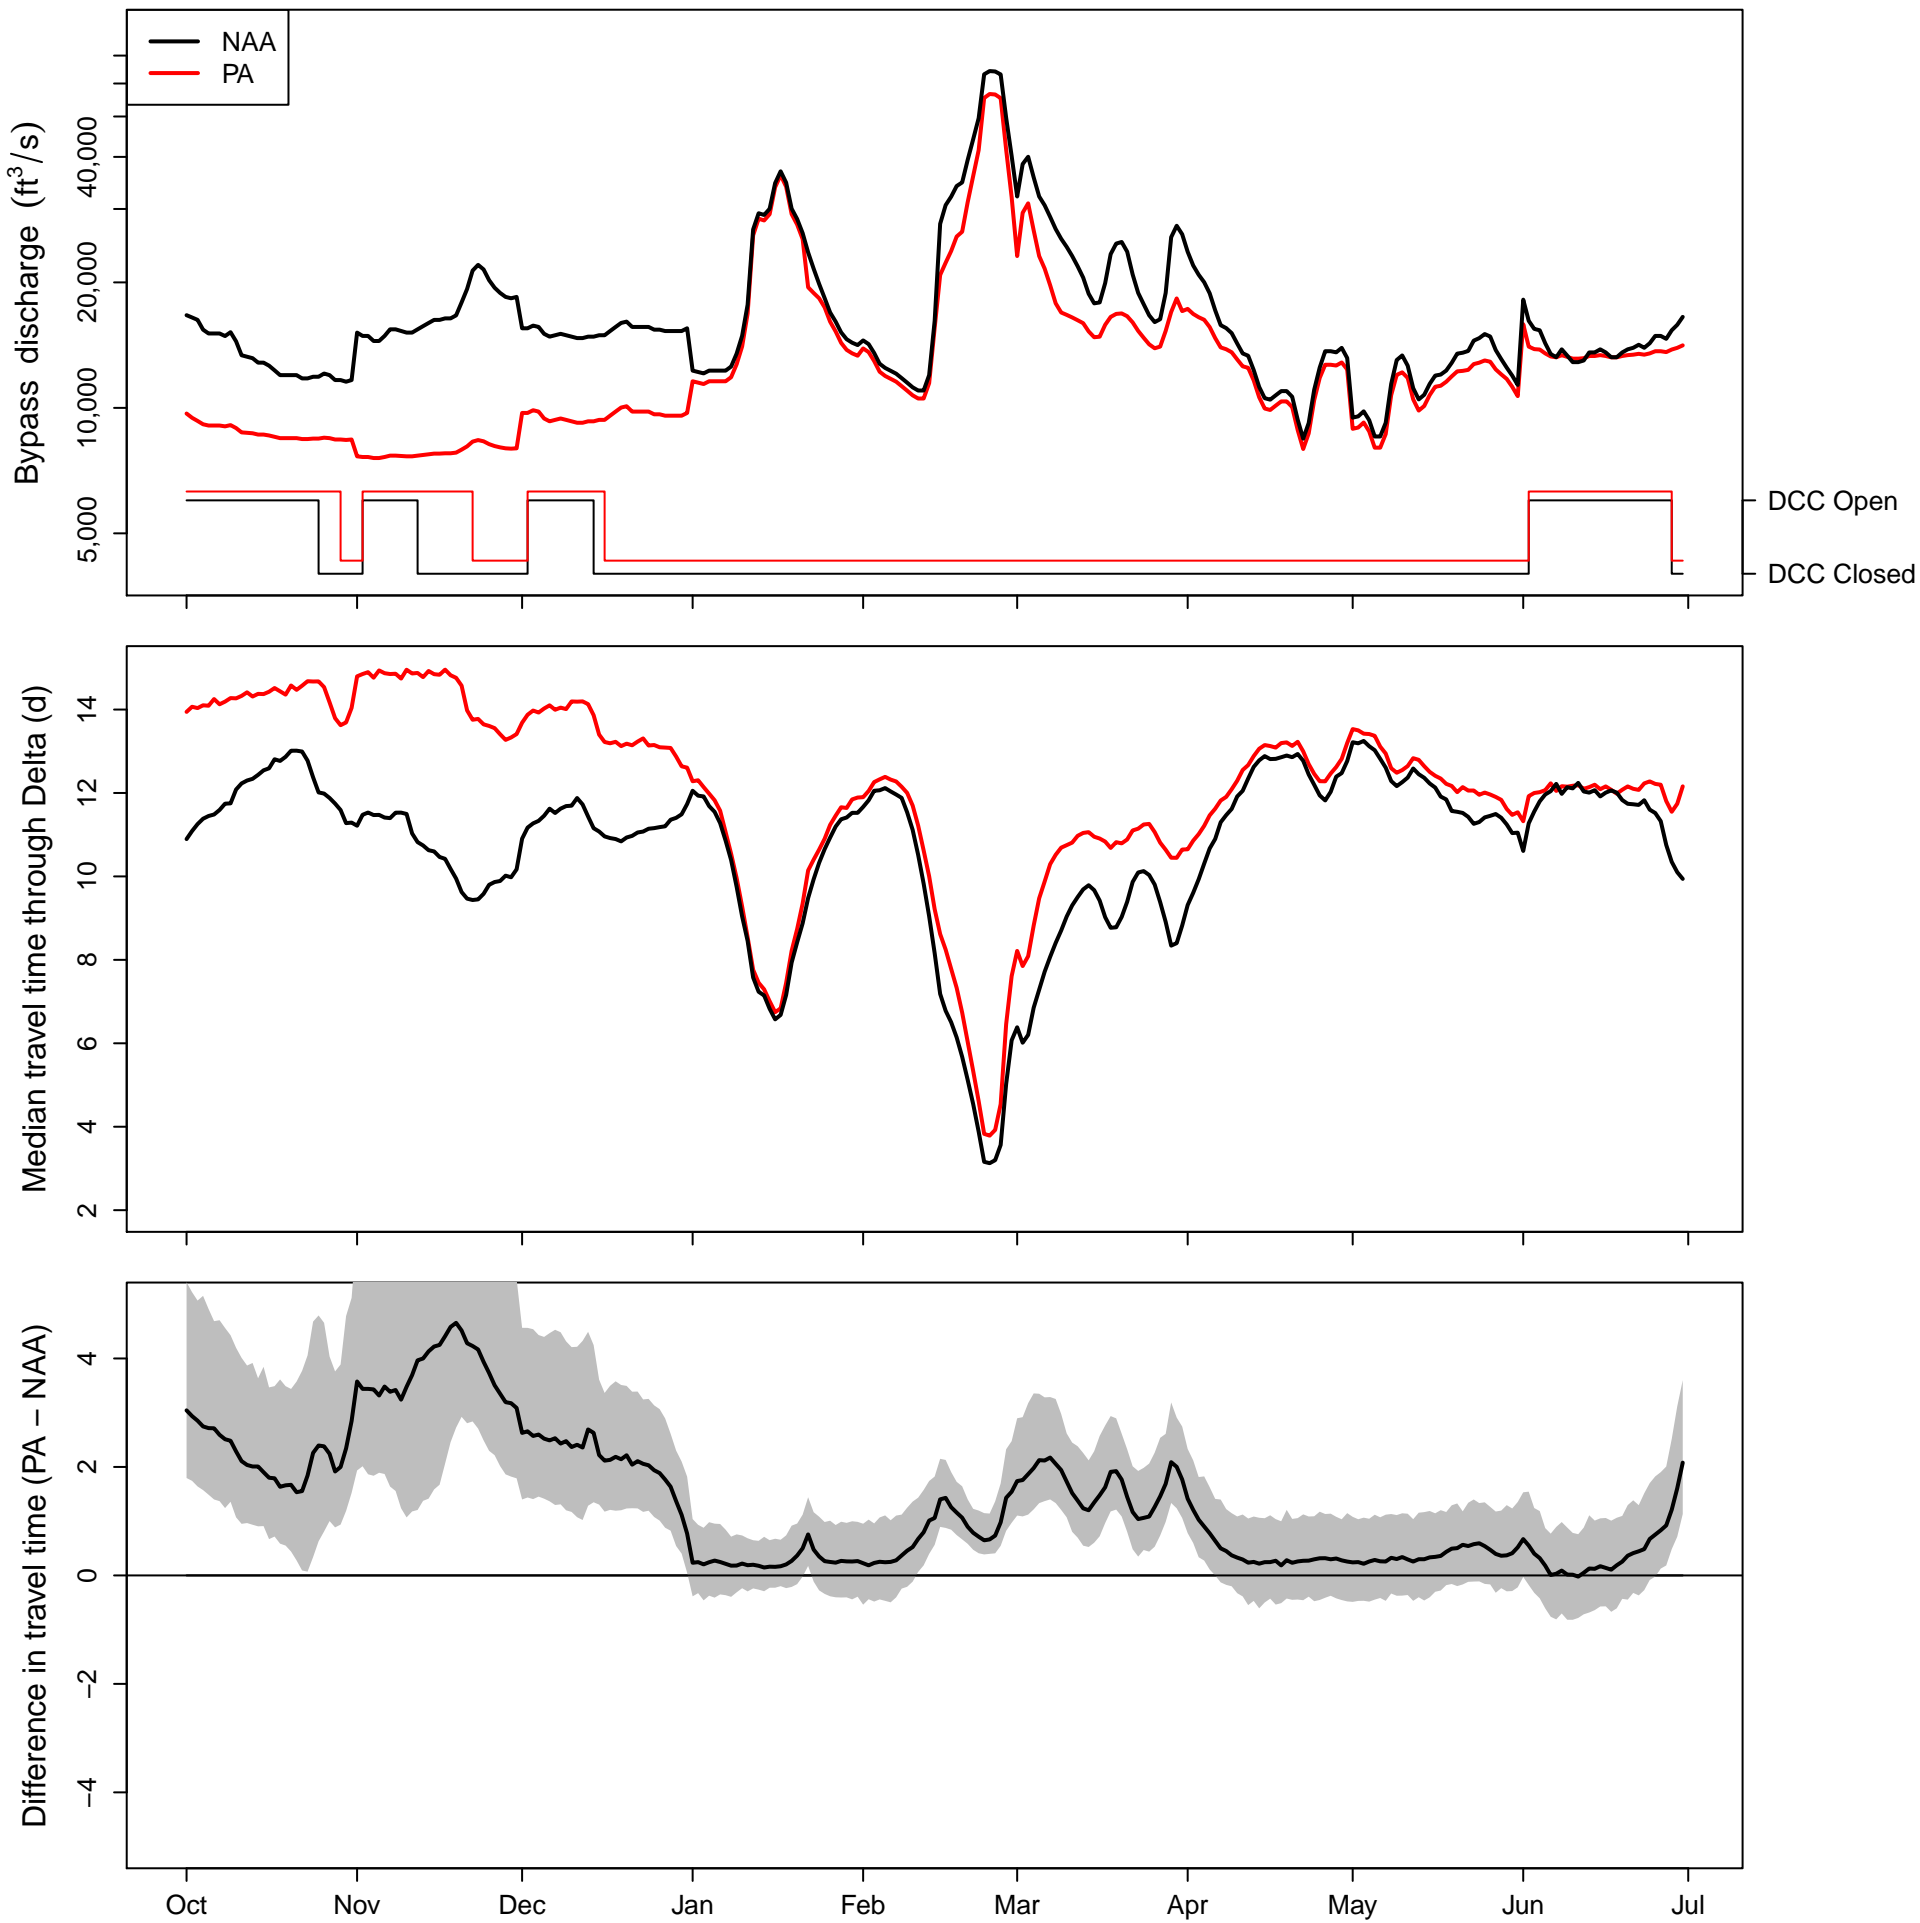 NAA
PA
Bypass discharge (ft³/s)
40,000
20,000
10,000
5,000
DCC Open
DCC Closed
Median travel time through Delta (d)
14
12
10
8
6
4
2
Difference in travel time (PA − NAA)
4
2
0
−2
−4
Oct Nov Dec Jan Feb Mar Apr May Jun Jul